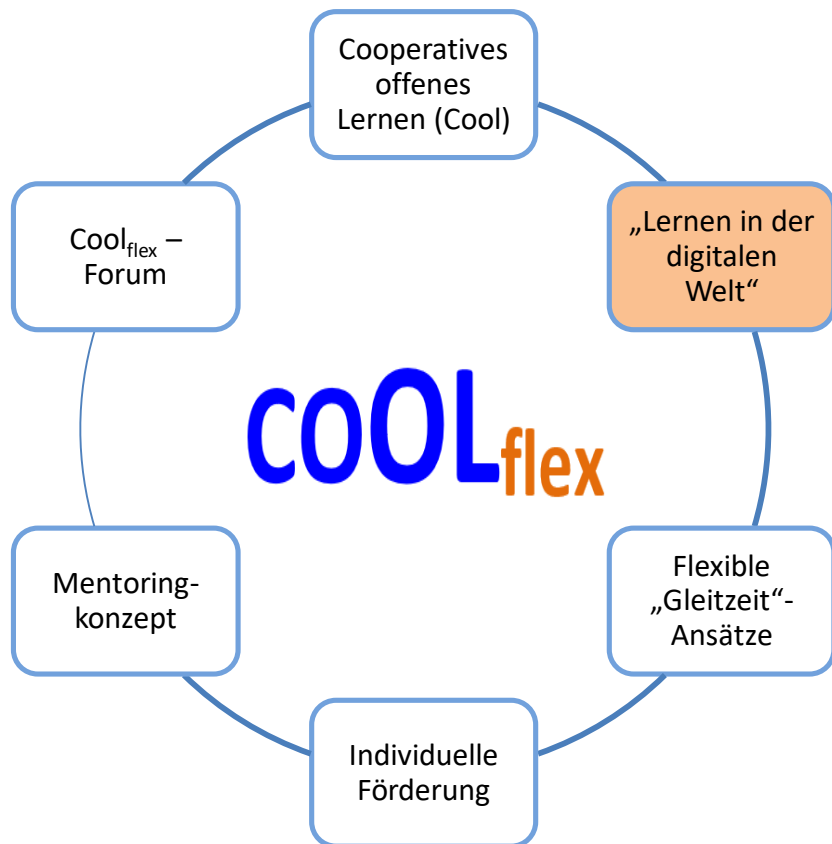 Cooperatives
offenes
Lernen (Cool)
„Lernen in der
digitalen
Welt“
Flexible
„Gleitzeit“-
Ansätze
Individuelle
Förderung
Mentoring-
konzept
Coolflex –
Forum
COOLflex